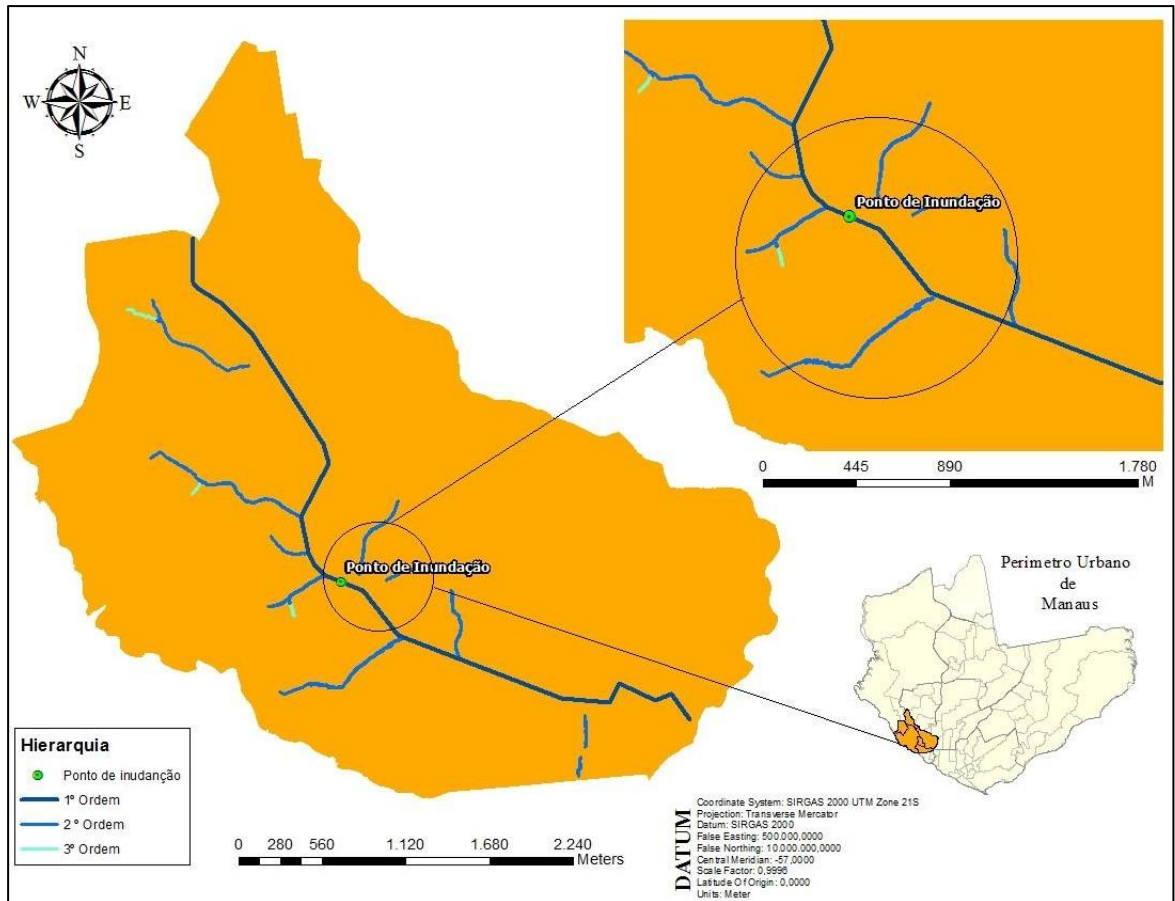 N
W E
S
Ponto de Inundação
0 445 890 1.780
M
Ponto de Inundação
Perimetro Urbano
de
Manaus
Hierarquia
Ponto de inudanção
1º Ordem
2º Ordem
3º Ordem
0 280 560 1.120 1.680 2.240
Meters
DATUM
Coordinate System: SIRGAS 2000 UTM Zone 21S
Projection: Transverse Mercator
Datum: SIRGAS 2000
False Easting: 500.000,0000
False Northing: 10.000.000,0000
Central Meridian: -57,0000
Scale Factor: 0,9996
Latitude Of Origin: 0,0000
Units: Meter